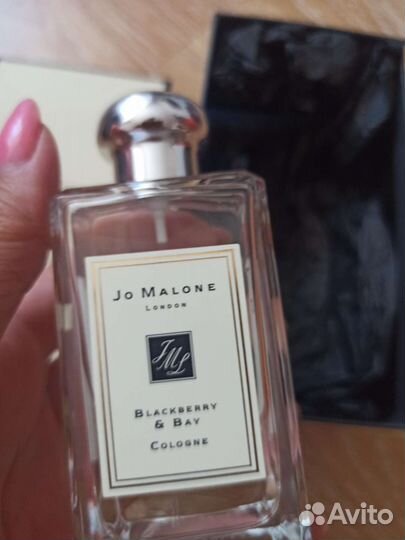 Jo Malone
London
JML
Blackberry
& Bay
Cologne
Avito